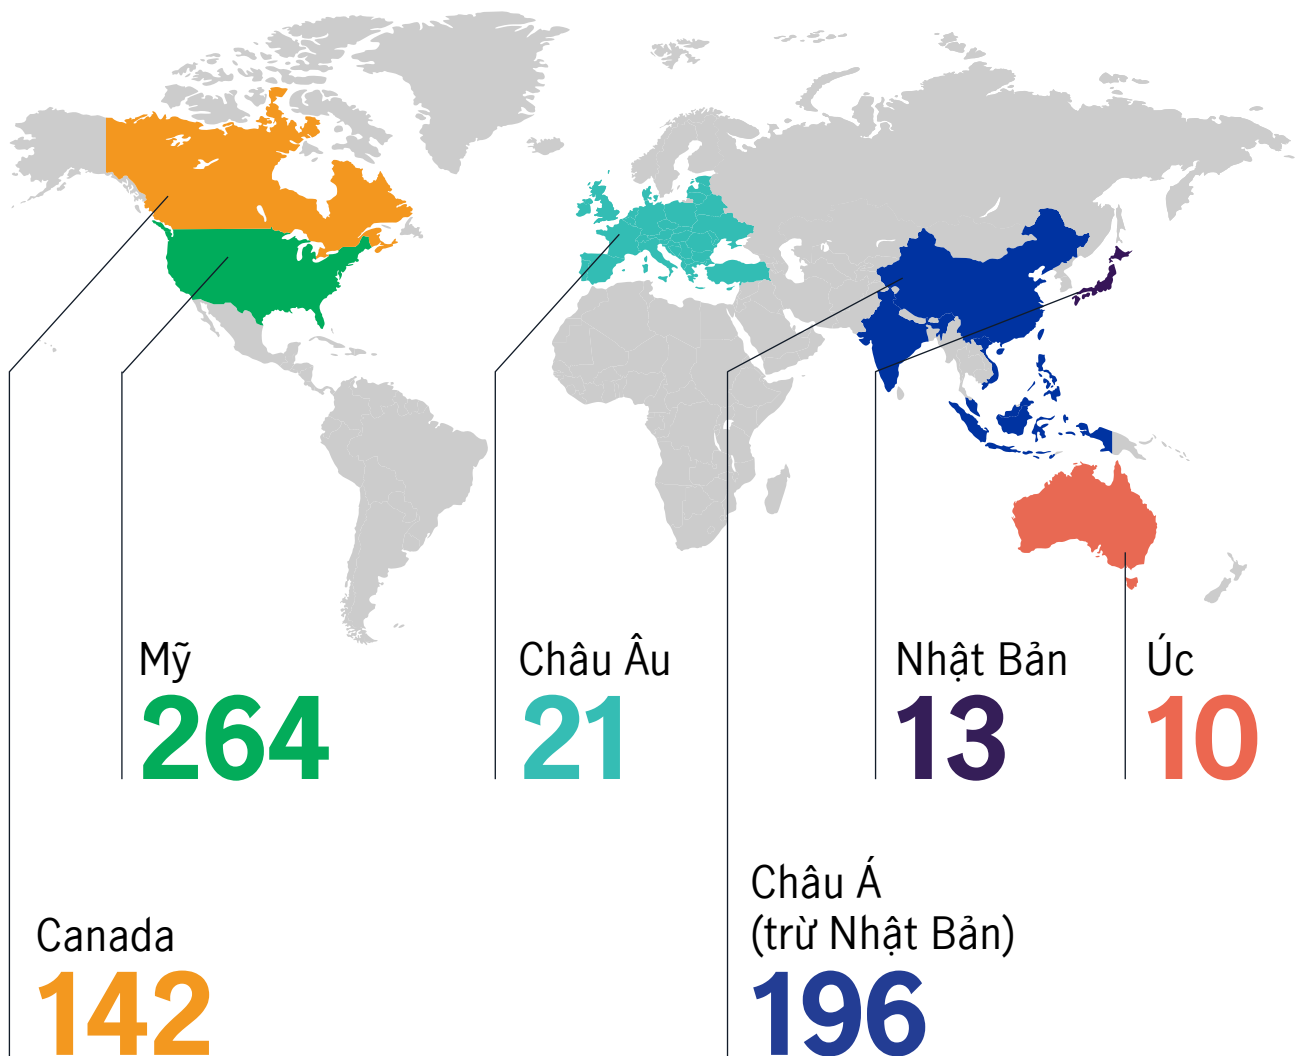 Mỹ
264
Châu Âu
21
Nhật Bản
13
Úc
10
Canada
142
Châu Á
(trừ Nhật Bản)
196